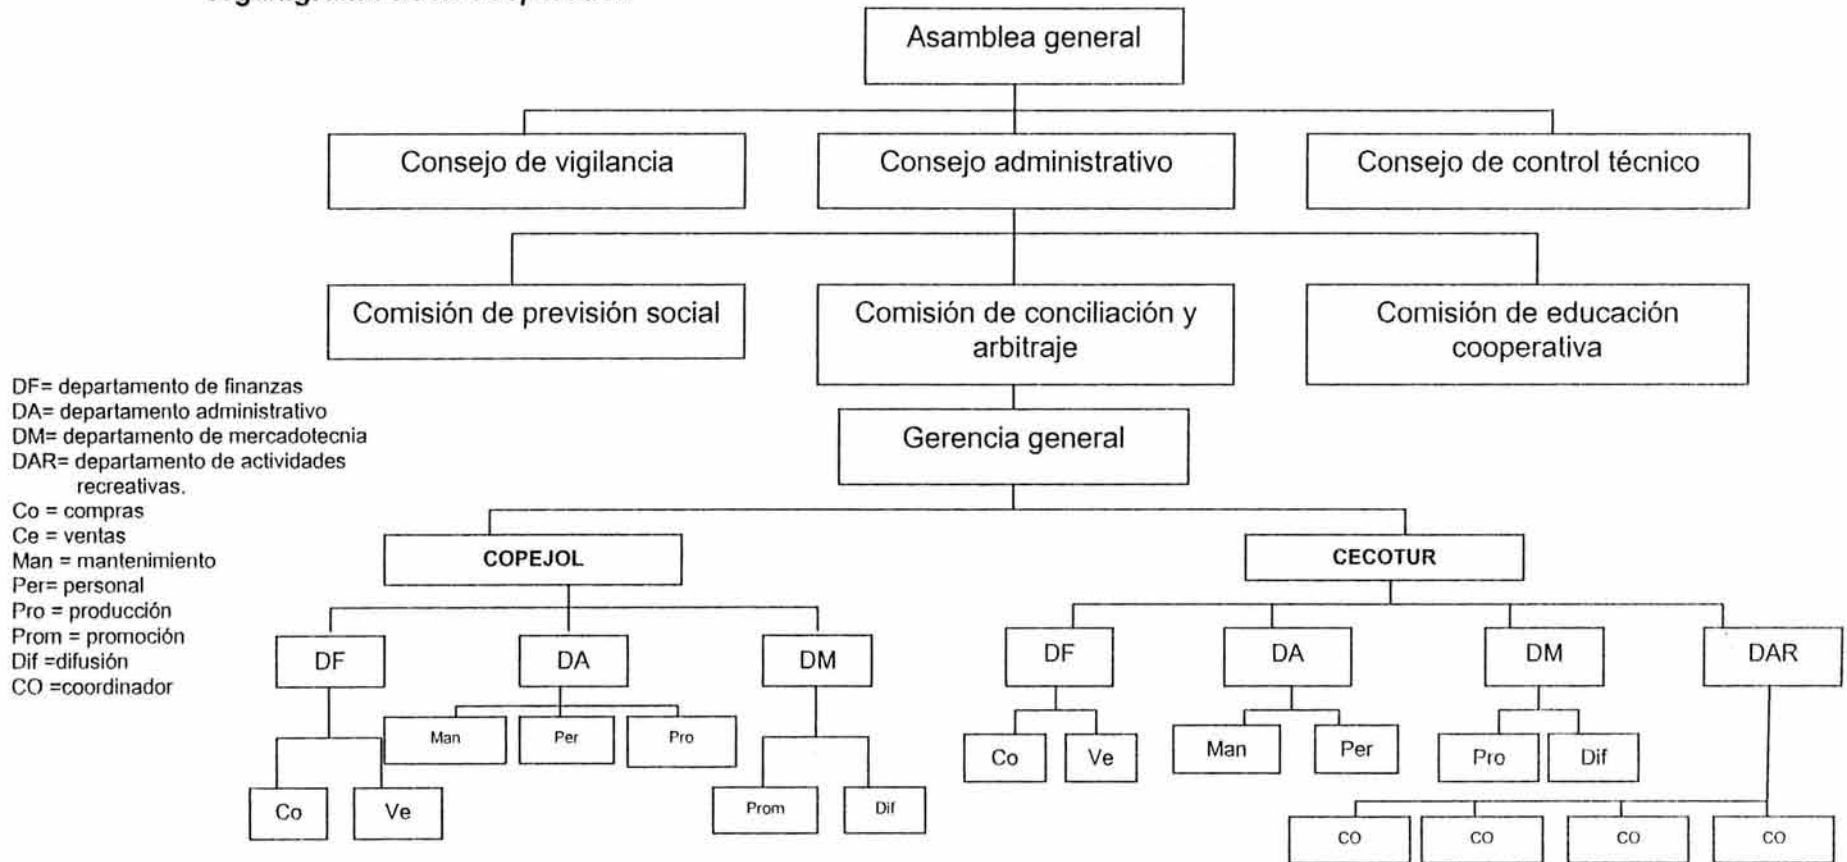 Asamblea general
Consejo de vigilancia
Consejo administrativo
Consejo de control técnico
Comisión de previsión social
Comisión de conciliación y
arbitraje
Comisión de educación
cooperativa
Gerencia general
DF= departamento de finanzas
DA= departamento administrativo
DM= departamento de mercadotecnia
DAR= departamento de actividades
recreativas.
Co = compras
Ce = ventas
Man = mantenimiento
Per= personal
Pro = producción
Prom = promoción
Dif =difusión
CO =coordinador
COPEJOL
DF
DA
DM
Man
Per
Pro
Co
Ve
Prom
Dif
CECOTUR
DF
DA
DM
DAR
Co
Ve
Man
Per
Pro
Dif
CO
CO
CO
CO